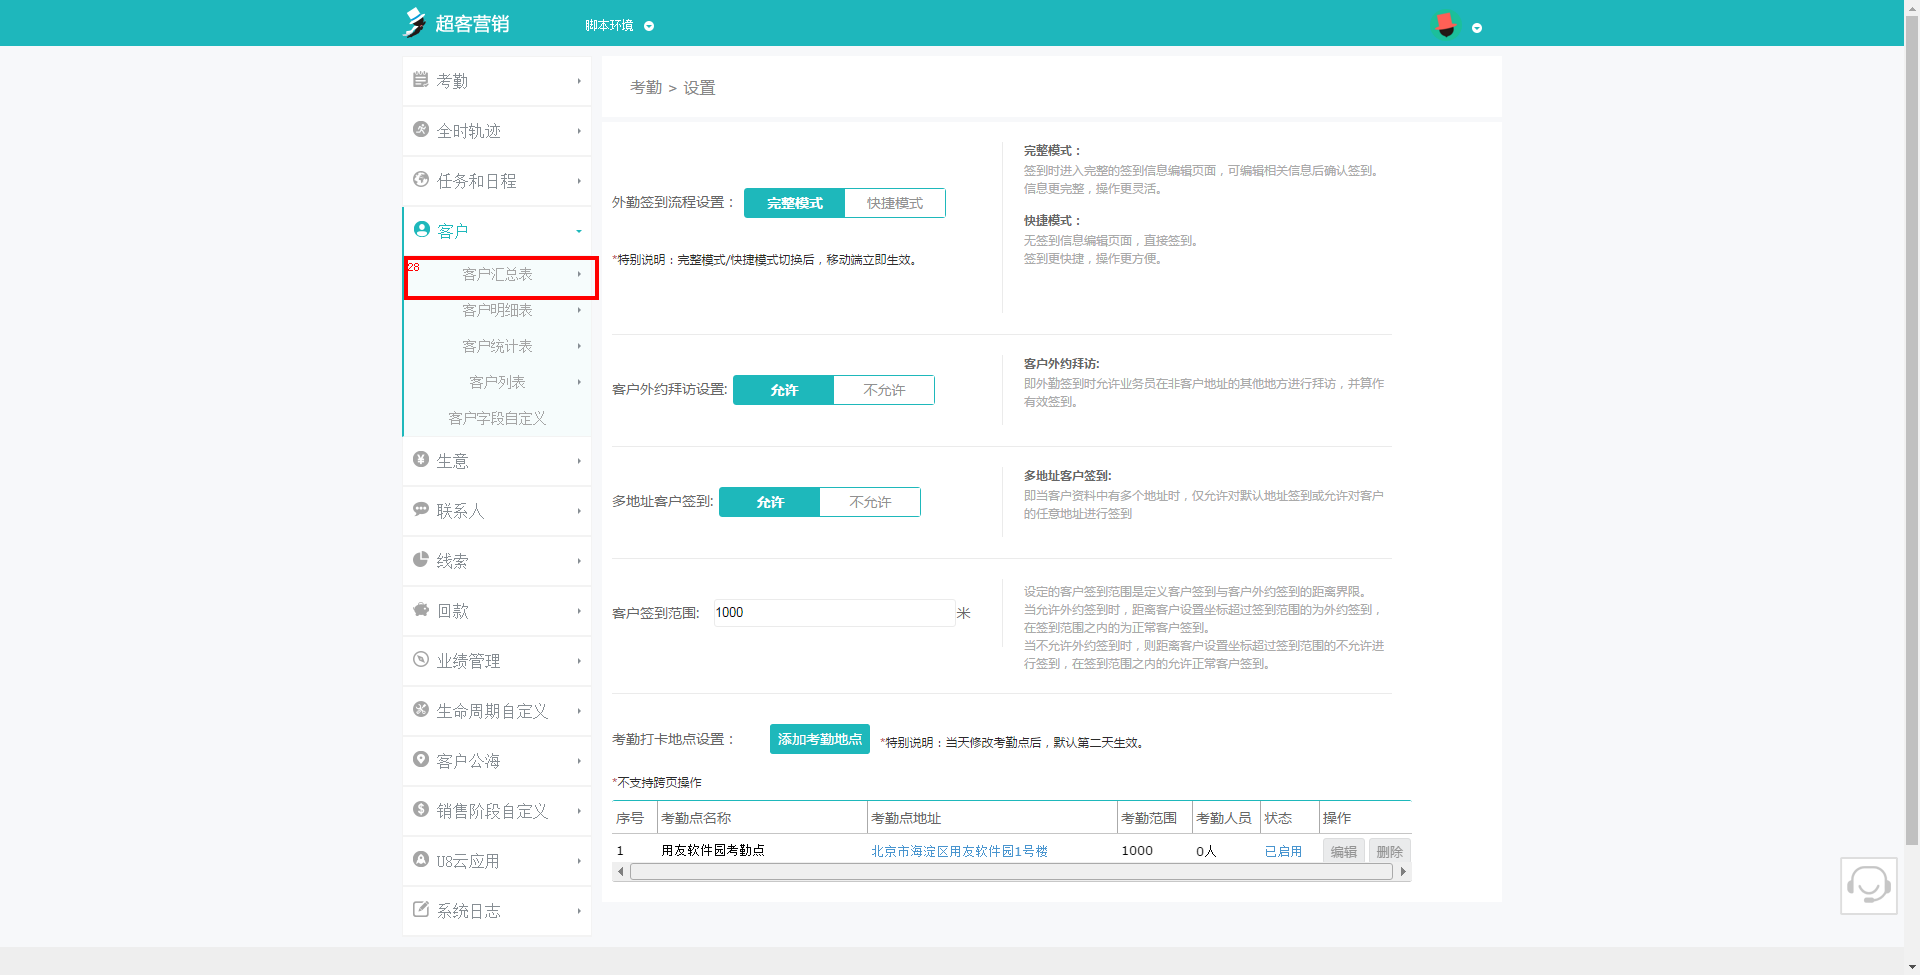 超客营销
脚本环境
考勤
全时轨迹
任务和日程
客户
28
客户汇总表
客户明细表
客户统计表
客户列表
客户字段自定义
生意
联系人
线索
回款
业绩管理
生命周期自定义
客户公海
销售阶段自定义
U8云应用
系统日志
考勤 > 设置
外勤签到流程设置： 完整模式 快捷模式
*特别说明：完整模式/快捷模式切换后，移动端立即生效。
完整模式：
签到时进入完整的签到信息编辑页面，可编辑相关信息后确认签到。
信息更完整，操作更灵活。
快捷模式：
无签到信息编辑页面，直接签到。
签到更快捷，操作更方便。
客户外约拜访设置: 允许 不允许
客户外约拜访:
即外勤签到时允许业务员在非客户地址的其他地方进行拜访，并算作
有效签到。
多地址客户签到: 允许 不允许
多地址客户签到:
即当客户资料中有多个地址时，仅允许对默认地址签到或允许对客户
的任意地址进行签到
客户签到范围: 1000 米
设定的客户签到范围是定义客户签到与客户外约签到的距离界限。
当允许外约签到时，距离客户设置坐标超过签到范围的为外约签到，
在签到范围之内的为正常客户签到。
当不允许外约签到时，则距离客户设置坐标超过签到范围的不允许进
行签到，在签到范围之内的允许正常客户签到。
考勤打卡地点设置： 添加考勤地点 *特别说明：当天修改考勤点后，默认第二天生效。
*不支持跨页操作
序号 考勤点名称 考勤点地址 考勤范围 考勤人员 状态 操作
1 用友软件园考勤点 北京市海淀区用友软件园1号楼 1000 0人 已启用 编辑 删除